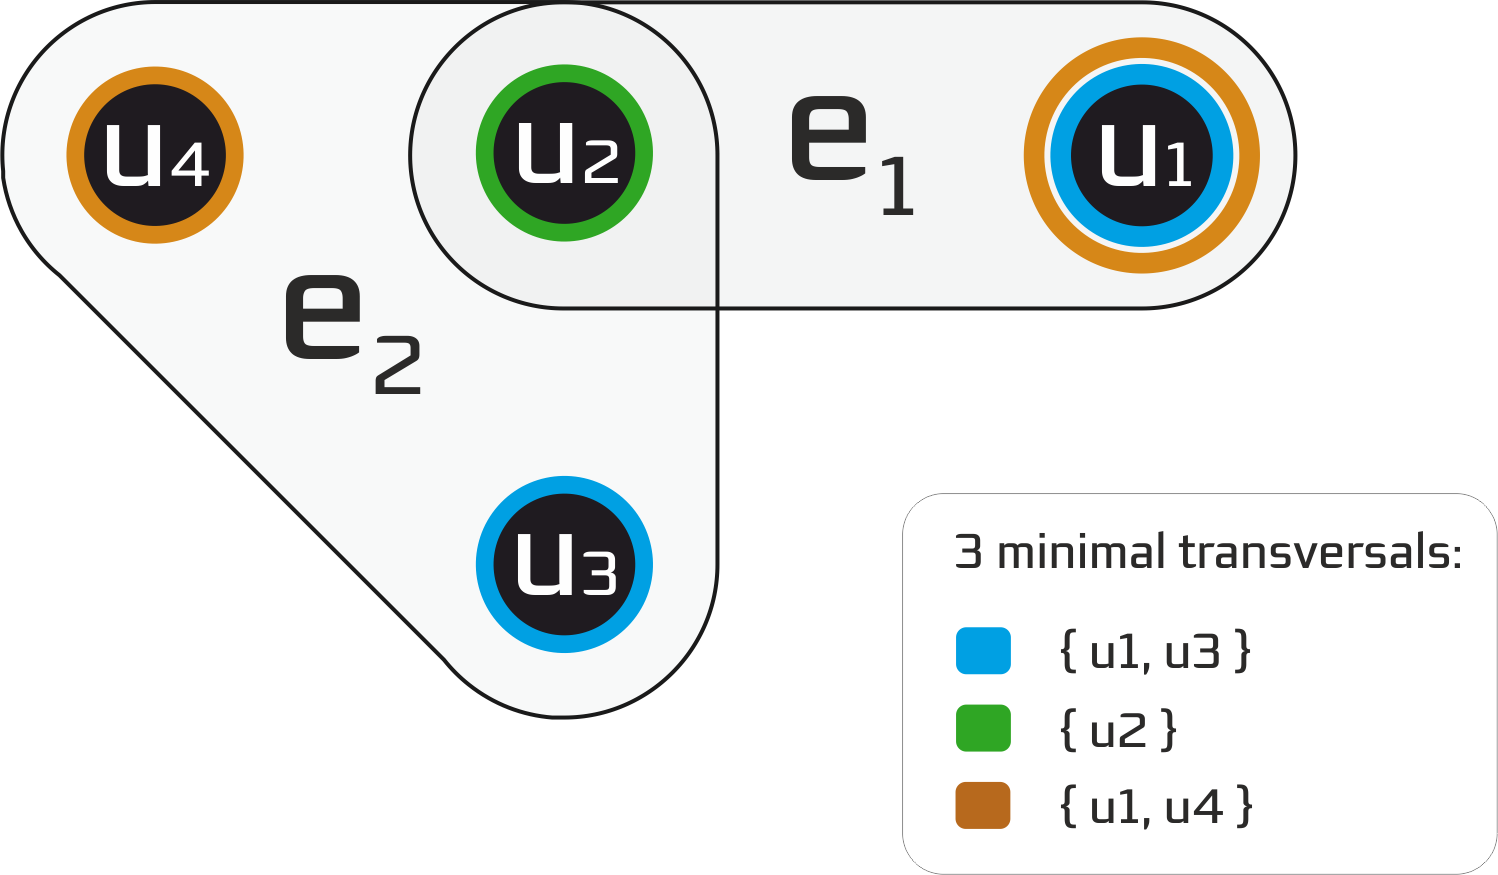 u4
u2
e1
u1
e2
u3
3 minimal transversals:
{ u1, u3 }
{ u2 }
{ u1, u4 }